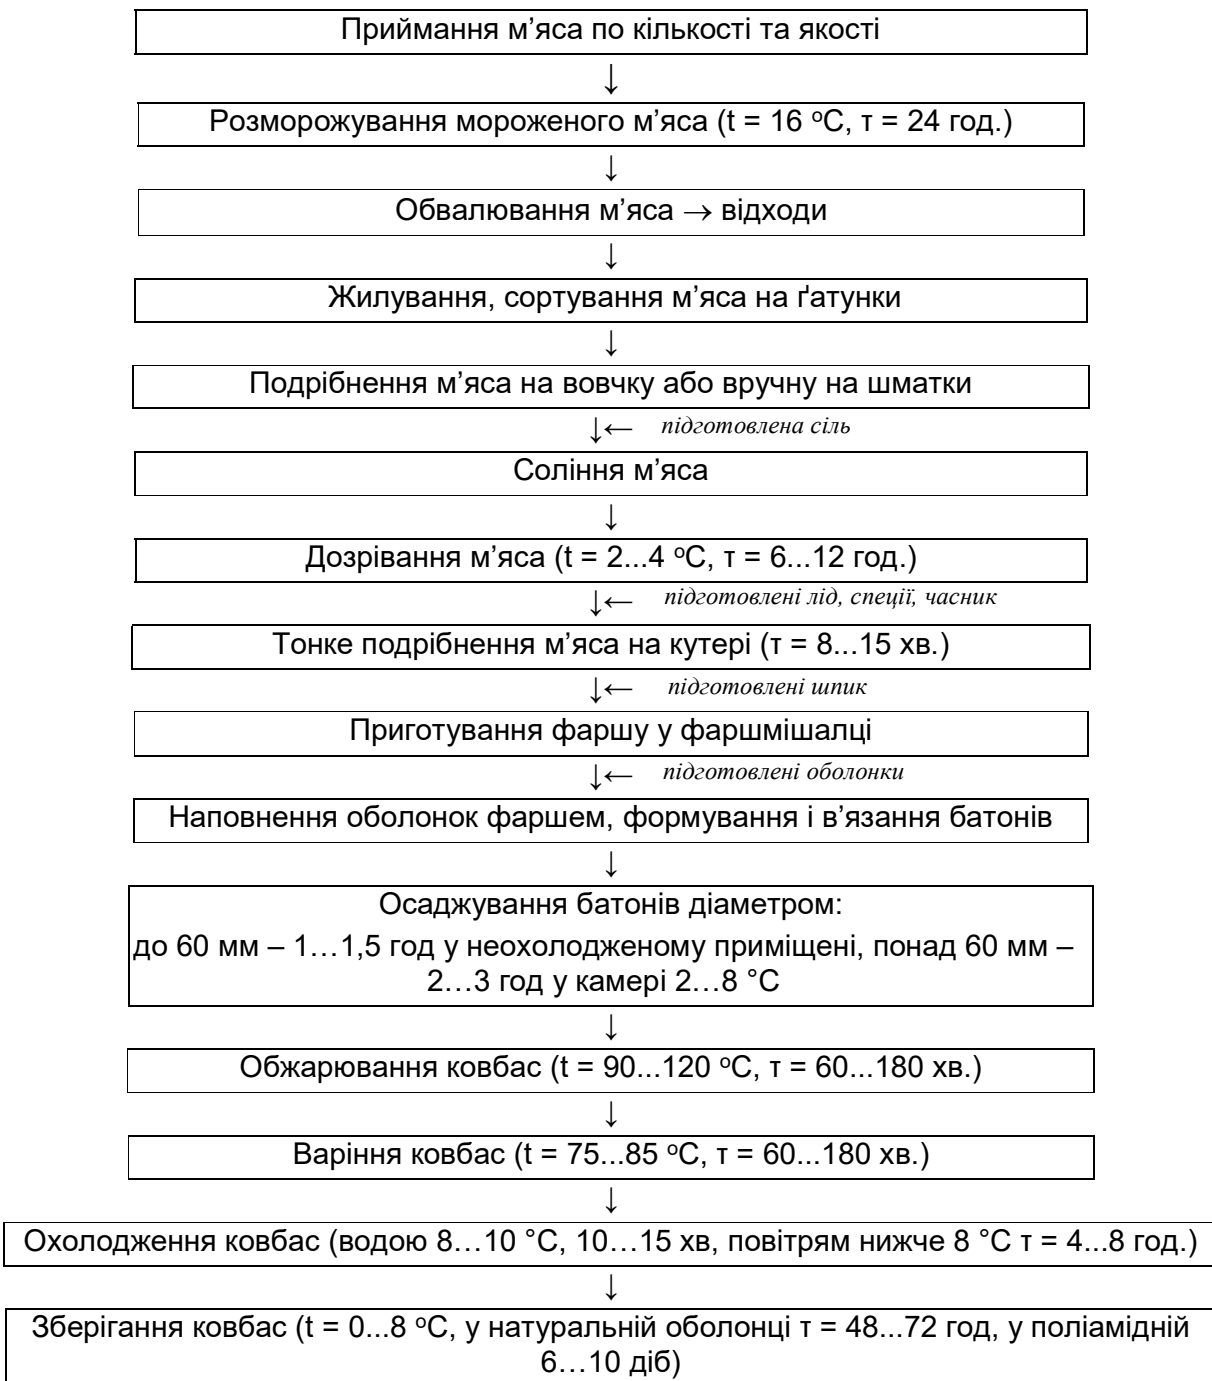 Приймання м’яса по кількості та якості
↓
Розморожування мороженого м’яса (t = 16 ºС, τ = 24 год.)
↓
Обвалювання м’яса → відходи
↓
Жилування, сортування м’яса на ґатунки
↓
Подрібнення м’яса на вовчку або вручну на шматки
↓← підготовлена сіль
Соління м’яса
↓
Дозрівання м’яса (t = 2...4 ºС, τ = 6...12 год.)
↓← підготовлені лід, спеції, часник
Тонке подрібнення м’яса на кутері (τ = 8...15 хв.)
↓← підготовлені шпик
Приготування фаршу у фаршмішалці
↓← підготовлені оболонки
Наповнення оболонок фаршем, формування і в’язання батонів
↓
Осаджування батонів діаметром:
до 60 мм – 1…1,5 год у неохолодженому приміщені, понад 60 мм –
2…3 год у камері 2…8 °С
↓
Обжарювання ковбас (t = 90...120 ºС, τ = 60...180 хв.)
↓
Варіння ковбас (t = 75...85 ºС, τ = 60...180 хв.)
↓
Охолодження ковбас (водою 8…10 °С, 10…15 хв, повітрям нижче 8 °С τ = 4...8 год.)
↓
Зберігання ковбас (t = 0...8 ºС, у натуральній оболонці τ = 48...72 год, у поліамідній
6…10 діб)